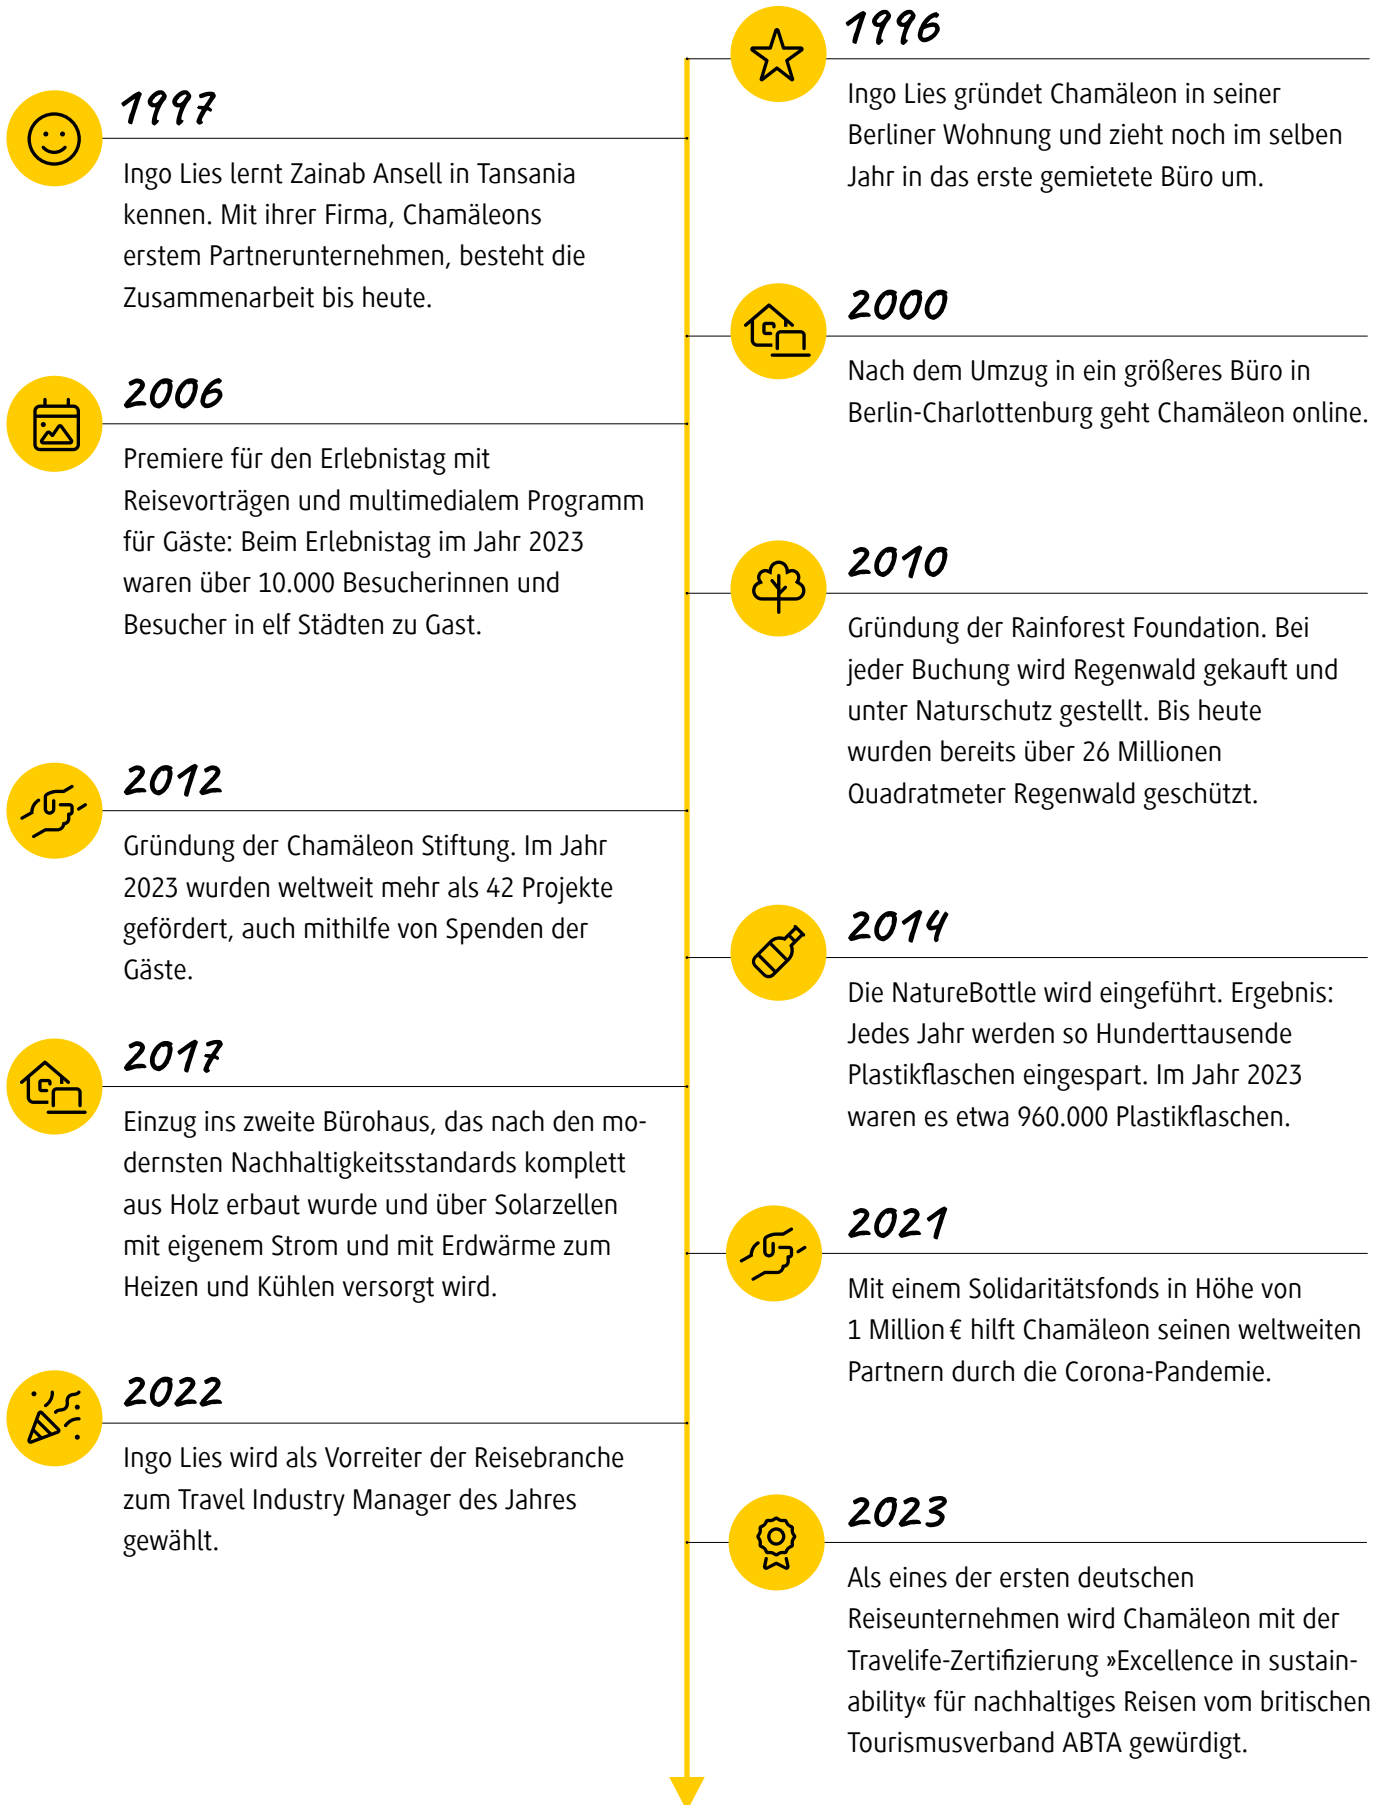 1996
Ingo Lies gründet Chamäleon in seiner
Berliner Wohnung und zieht noch im selben
Jahr in das erste gemietete Büro um.
1997
Ingo Lies lernt Zainab Ansell in Tansania
kennen. Mit ihrer Firma, Chamäleons
erstem Partnerunternehmen, besteht die
Zusammenarbeit bis heute.
2000
Nach dem Umzug in ein größeres Büro in
Berlin-Charlottenburg geht Chamäleon online.
2006
Premiere für den Erlebnistag mit
Reisevorträgen und multimedialem Programm
für Gäste: Beim Erlebnistag im Jahr 2023
waren über 10.000 Besucherinnen und
Besucher in elf Städten zu Gast.
2010
Gründung der Rainforest Foundation. Bei
jeder Buchung wird Regenwald gekauft und
unter Naturschutz gestellt. Bis heute
wurden bereits über 26 Millionen
Quadratmeter Regenwald geschützt.
2012
Gründung der Chamäleon Stiftung. Im Jahr
2023 wurden weltweit mehr als 42 Projekte
gefördert, auch mithilfe von Spenden der
Gäste.
2014
Die NatureBottle wird eingeführt. Ergebnis:
Jedes Jahr werden so Hunderttausende
Plastikflaschen eingespart. Im Jahr 2023
waren es etwa 960.000 Plastikflaschen.
2017
Einzug ins zweite Bürohaus, das nach den mo-
dernsten Nachhaltigkeitsstandards komplett
aus Holz erbaut wurde und über Solarzellen
mit eigenem Strom und mit Erdwärme zum
Heizen und Kühlen versorgt wird.
2021
Mit einem Solidaritätsfonds in Höhe von
1 Million € hilft Chamäleon seinen weltweiten
Partnern durch die Corona-Pandemie.
2022
Ingo Lies wird als Vorreiter der Reisebranche
zum Travel Industry Manager des Jahres
gewählt.
2023
Als eines der ersten deutschen
Reiseunternehmen wird Chamäleon mit der
Travelife-Zertifizierung »Excellence in sustain-
ability« für nachhaltiges Reisen vom britischen
Tourismusverband ABTA gewürdigt.